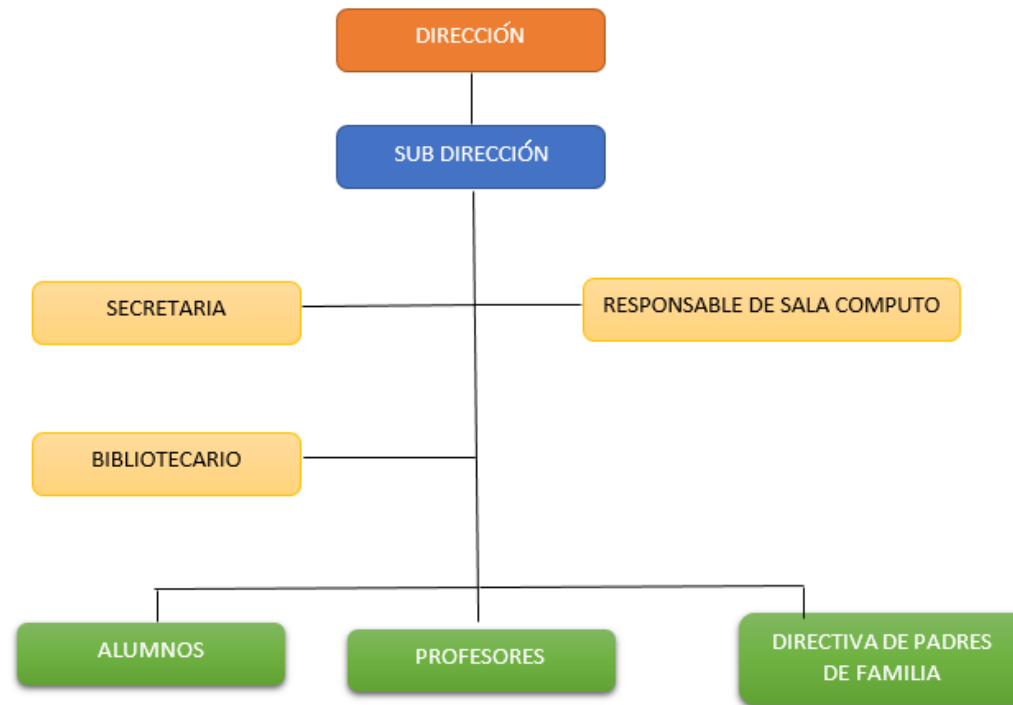 DIRECCIÓN
SUB DIRECCIÓN
SECRETARIA
RESPONSABLE DE SALA COMPUTO
BIBLIOTECARIO
ALUMNOS
PROFESORES
DIRECTIVA DE PADRES
DE FAMILIA